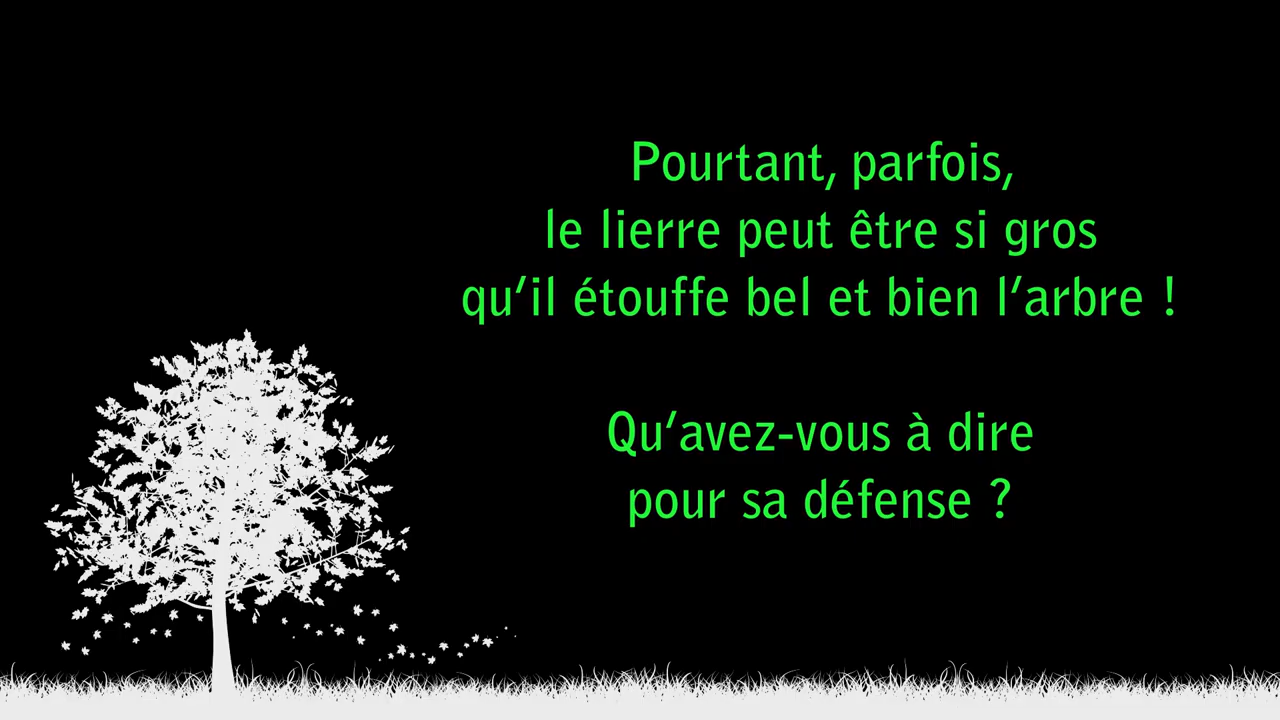 Pourtant, parfois,
le lierre peut être si gros
qu’il étouffe bel et bien l’arbre !
Qu’avez-vous à dire
pour sa défense ?